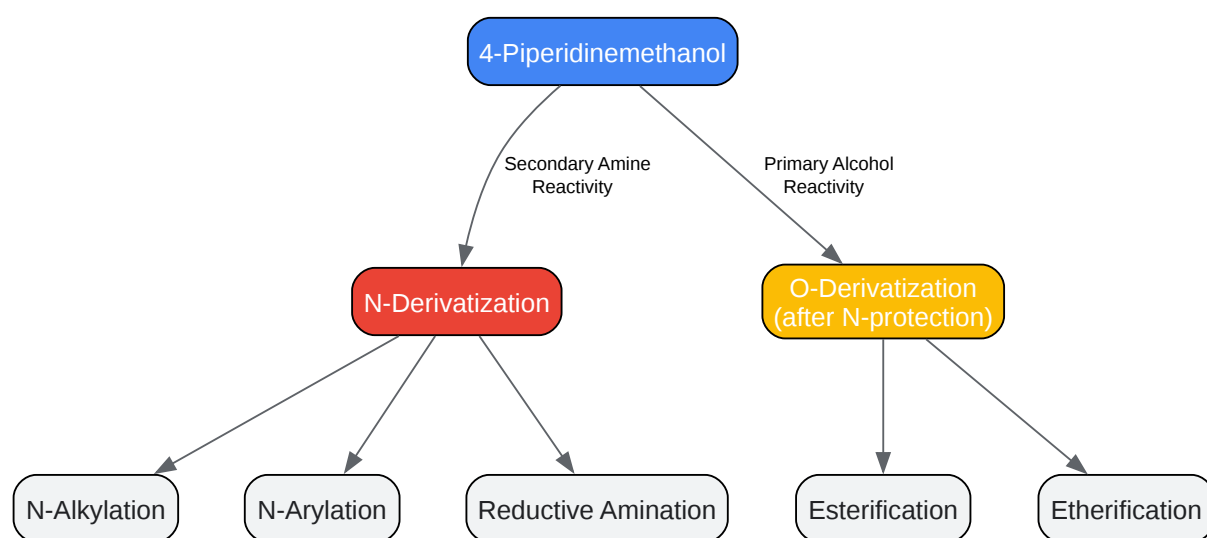 4-Piperidinemethanol
Secondary Amine
Reactivity
Primary Alcohol
Reactivity
N-Derivatization
O-Derivatization
(after N-protection)
N-Alkylation
N-Arylation
Reductive Amination
Esterification
Etherification